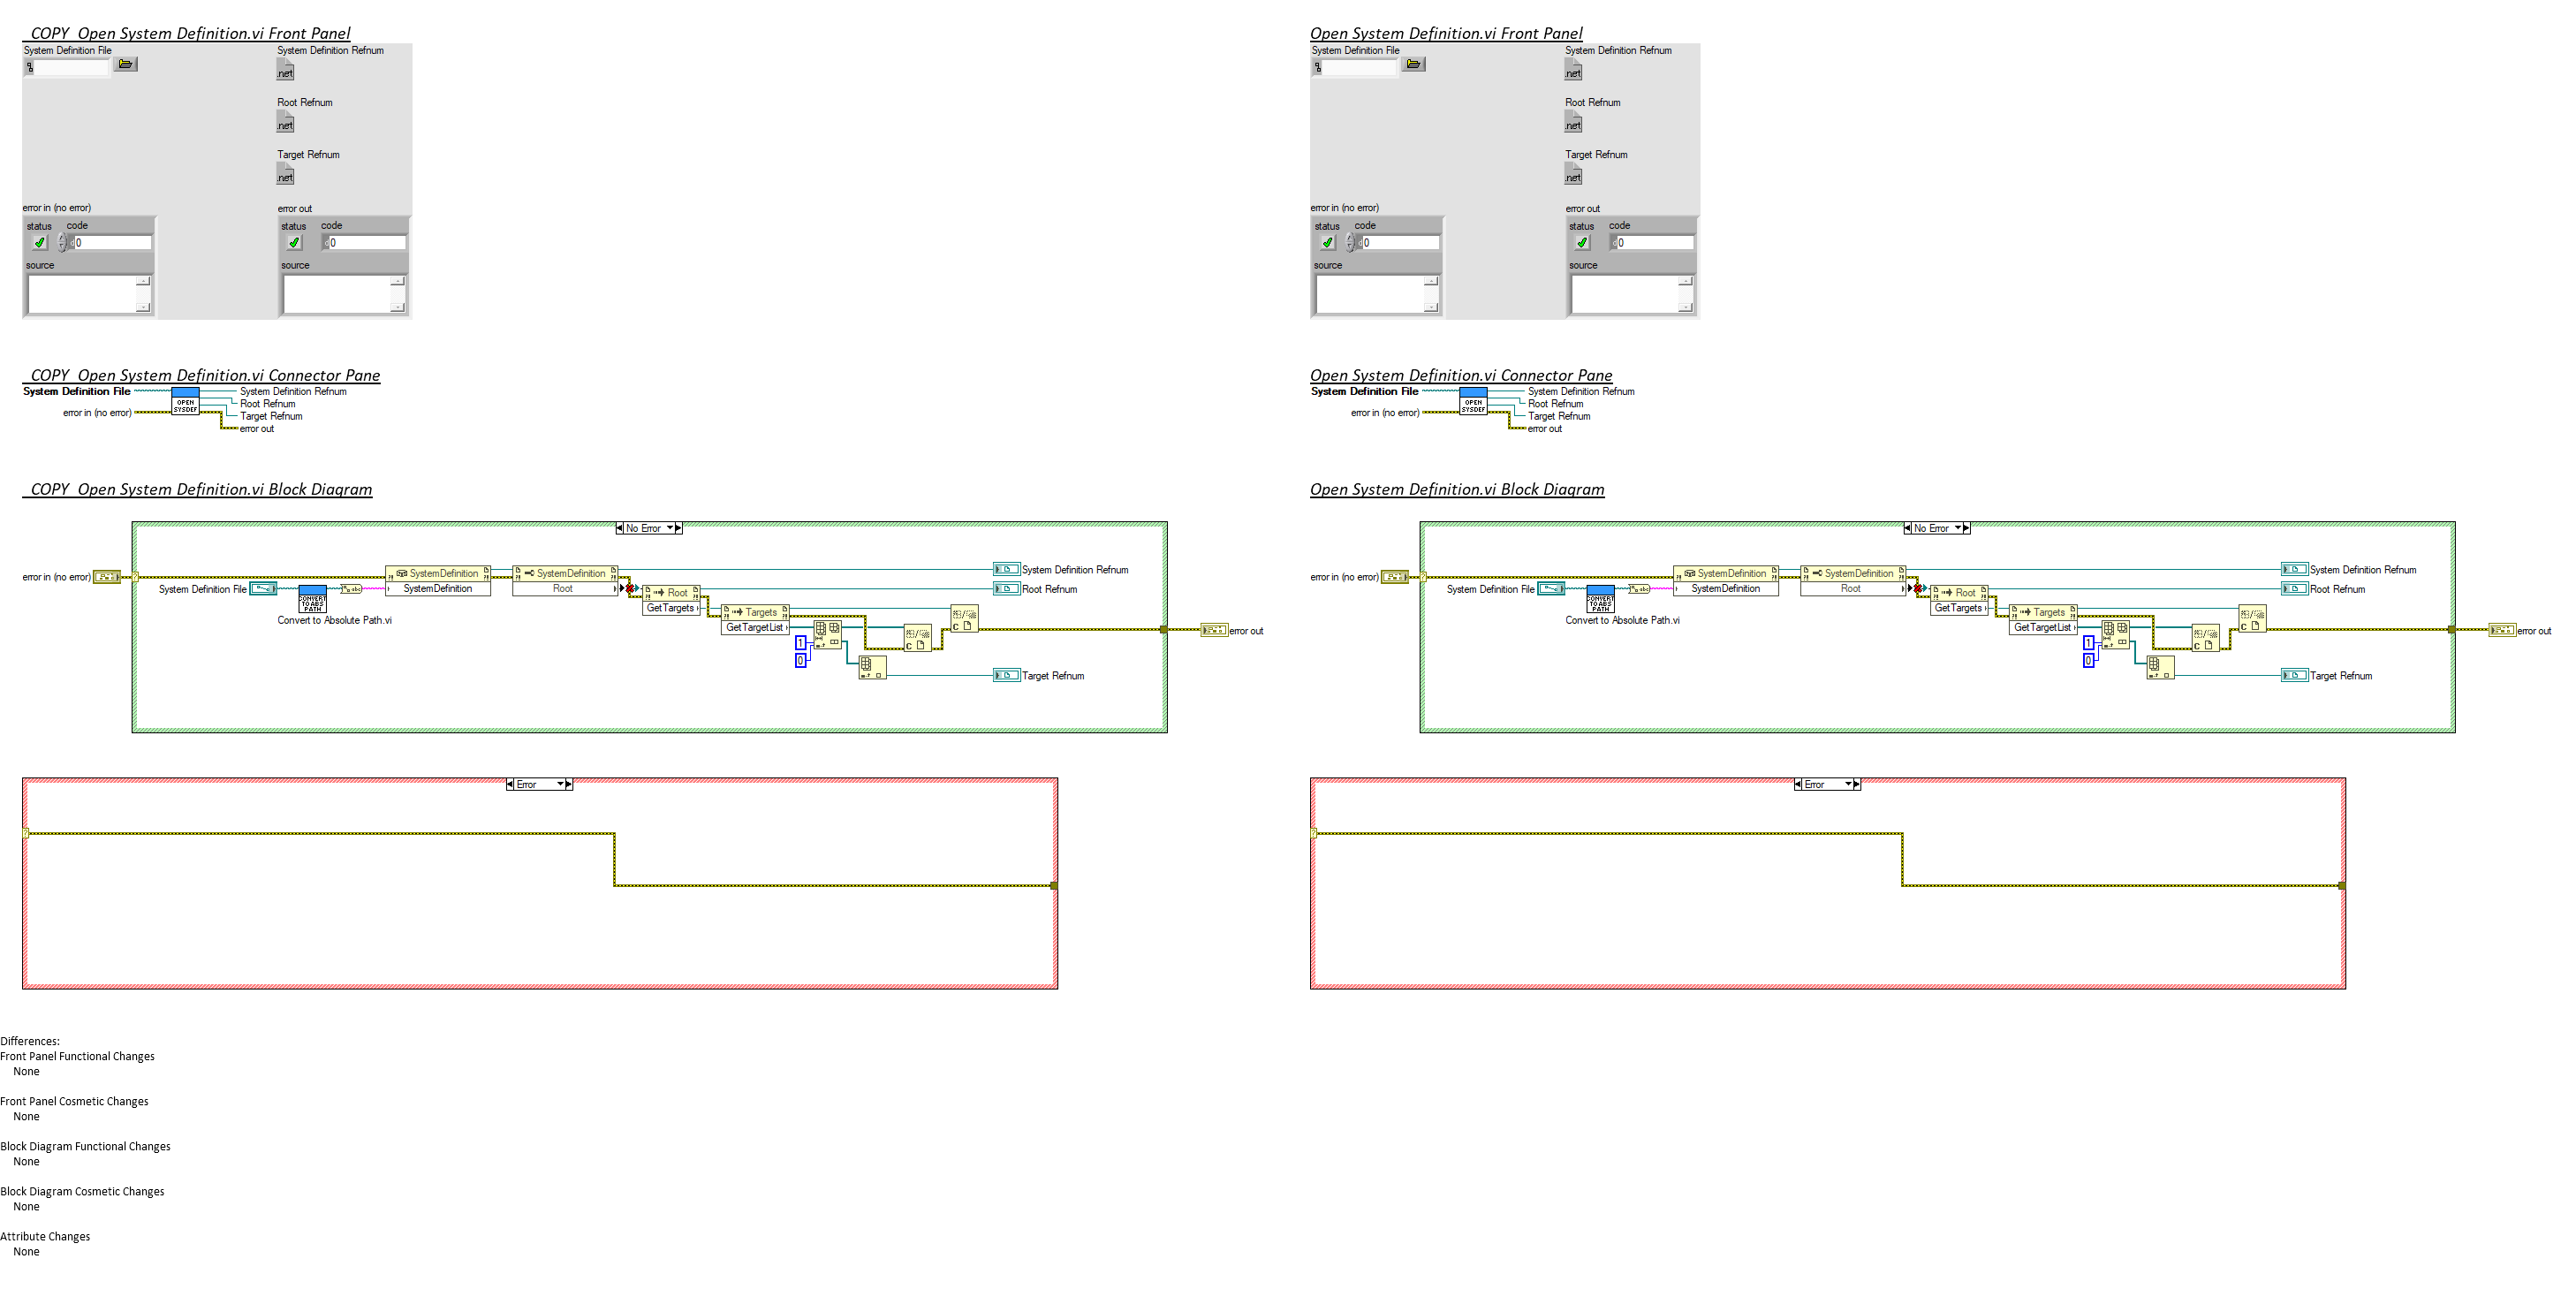 _COPY_Open System Definition.vi Front Panel
System Definition File
System Definition Refnum
.net
Root Refnum
.net
Target Refnum
.net
error in (no error)
error out
status code
0
source
status code
0
source
_COPY_Open System Definition.vi Connector Pane
System Definition File
error in (no error)
OPEN
SYSDEF
System Definition Refnum
Root Refnum
Target Refnum
error out
_COPY_Open System Definition.vi Block Diagram
No Error
error in (no error)
System Definition File
CONVERT
TO ABS
PATH
Convert to Absolute Path.vi
SystemDefinition
SystemDefinition
SystemDefinition
Root
Root
GetTargets
Targets
GetTargetList
1
0
System Definition Refnum
Root Refnum
Target Refnum
error out
Error
Open System Definition.vi Front Panel
System Definition File
System Definition Refnum
.net
Root Refnum
.net
Target Refnum
.net
error in (no error)
error out
status code
0
source
status code
0
source
Open System Definition.vi Connector Pane
System Definition File
error in (no error)
OPEN
SYSDEF
System Definition Refnum
Root Refnum
Target Refnum
error out
Open System Definition.vi Block Diagram
No Error
error in (no error)
System Definition File
CONVERT
TO ABS
PATH
Convert to Absolute Path.vi
SystemDefinition
SystemDefinition
SystemDefinition
Root
Root
GetTargets
Targets
GetTargetList
1
0
System Definition Refnum
Root Refnum
Target Refnum
error out
Error
Differences:
Front Panel Functional Changes
None
Front Panel Cosmetic Changes
None
Block Diagram Functional Changes
None
Block Diagram Cosmetic Changes
None
Attribute Changes
None